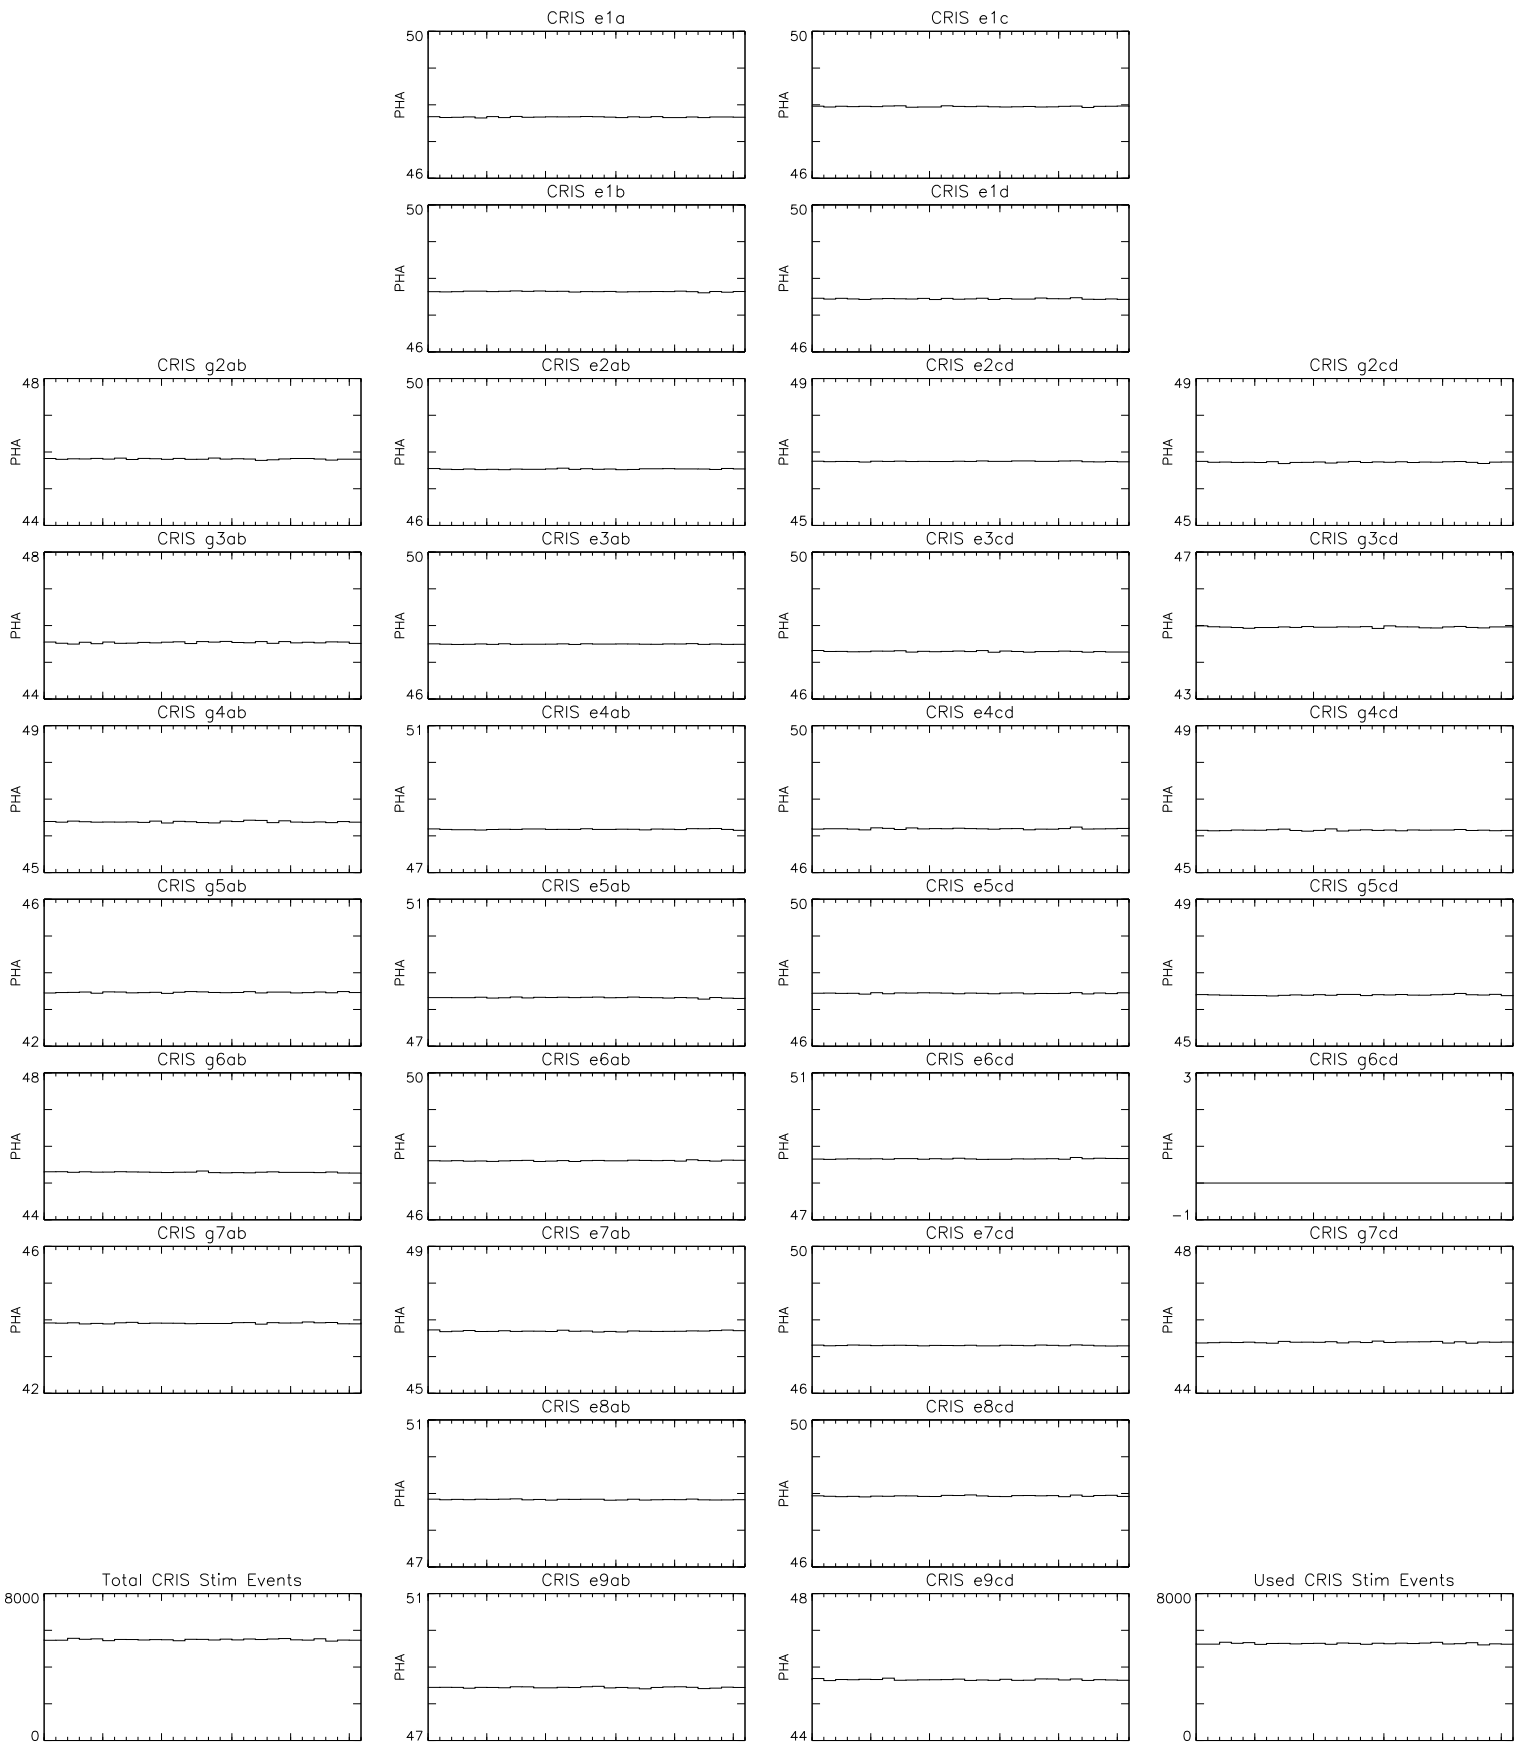 CRIS e1a
50
PHA
46
CRIS e1c
50
PHA
46
CRIS e1b
50
PHA
46
CRIS e1d
50
PHA
46
CRIS g2ab
48
PHA
44
CRIS e2ab
50
PHA
46
CRIS e2cd
49
PHA
45
CRIS g2cd
49
PHA
45
CRIS g3ab
48
PHA
44
CRIS e3ab
50
PHA
46
CRIS e3cd
50
PHA
46
CRIS g3cd
47
PHA
43
CRIS g4ab
49
PHA
45
CRIS e4ab
51
PHA
47
CRIS e4cd
50
PHA
46
CRIS g4cd
49
PHA
45
CRIS g5ab
46
PHA
42
CRIS e5ab
51
PHA
47
CRIS e5cd
50
PHA
46
CRIS g5cd
49
PHA
45
CRIS g6ab
48
PHA
44
CRIS e6ab
50
PHA
46
CRIS e6cd
51
PHA
47
CRIS g6cd
3
PHA
-1
CRIS g7ab
46
PHA
42
CRIS e7ab
49
PHA
45
CRIS e7cd
50
PHA
46
CRIS g7cd
48
PHA
44
CRIS e8ab
51
PHA
47
CRIS e8cd
50
PHA
46
Total CRIS Stim Events
8000
0
CRIS e9ab
51
PHA
47
CRIS e9cd
48
PHA
44
Used CRIS Stim Events
8000
0